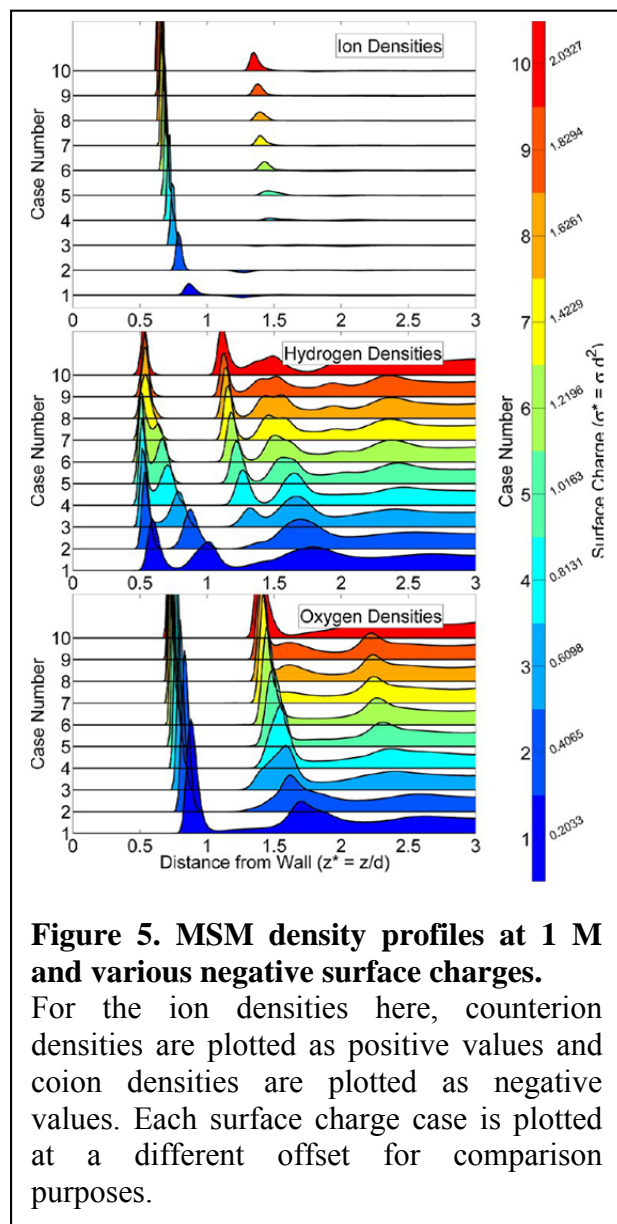 Ion Densities
10
9
8
7
6
5
4
3
2
1
Case Number
0 0.5 1 1.5 2 2.5 3
Hydrogen Densities
10
9
8
7
6
5
4
3
2
1
Case Number
0 0.5 1 1.5 2 2.5 3
Oxygen Densities
10
9
8
7
6
5
4
3
2
1
Case Number
0 0.5 1 1.5 2 2.5 3
Distance from Wall (z* = z/d)
10 2.0327
9 1.8294
8 1.6261
7 1.4229
6 1.2196
5 1.0163
4 0.8131
3 0.6098
2 0.4065
1 0.2033
Case Number
Surface Charge (σ* = σ d²)
Figure 5. MSM density profiles at 1 M
and various negative surface charges.
For the ion densities here, counterion
densities are plotted as positive values and
coion densities are plotted as negative
values. Each surface charge case is plotted
at a different offset for comparison
purposes.